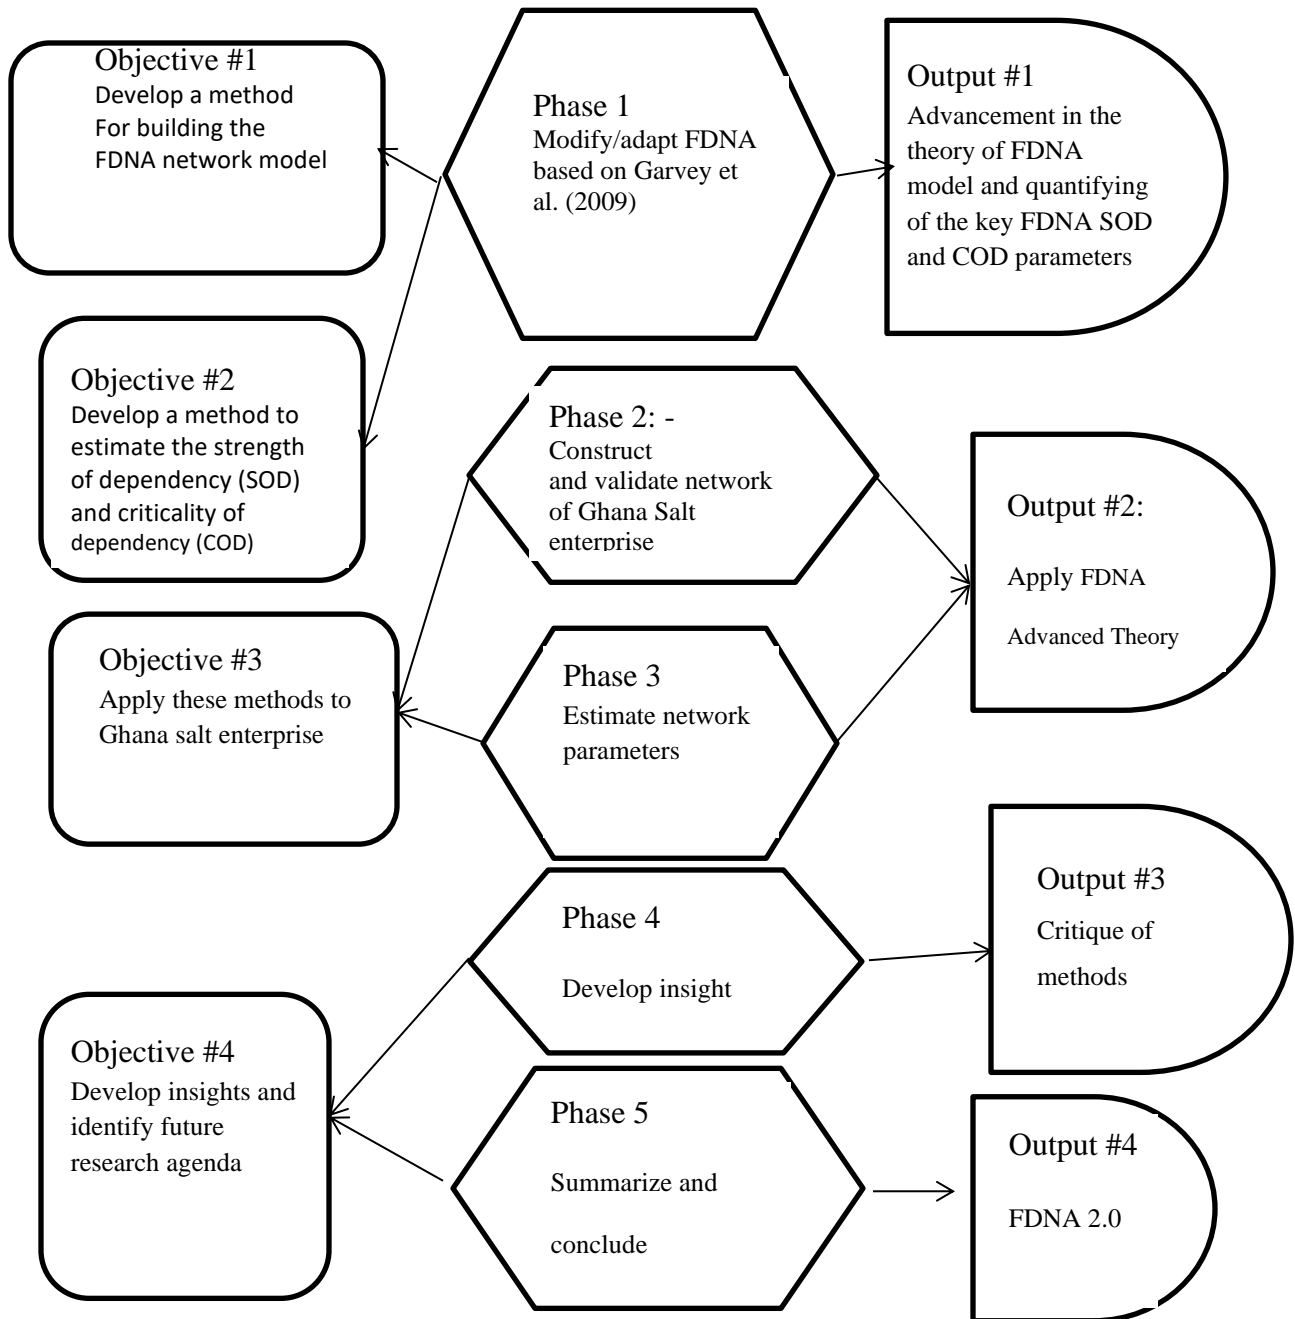 Objective #1
Develop a method
For building the
FDNA network model
Phase 1
Modify/adapt FDNA
based on Garvey et
al. (2009)
Output #1
Advancement in the
theory of FDNA
model and quantifying
of the key FDNA SOD
and COD parameters
Objective #2
Develop a method to
estimate the strength
of dependency (SOD)
and criticality of
dependency (COD)
Phase 2: -
Construct
and validate network
of Ghana Salt
enterprise
Output #2:
Apply FDNA
Advanced Theory
Objective #3
Apply these methods to
Ghana salt enterprise
Phase 3
Estimate network
parameters
Phase 4
Develop insight
Output #3
Critique of
methods
Objective #4
Develop insights and
identify future
research agenda
Phase 5
Summarize and
conclude
Output #4
FDNA 2.0